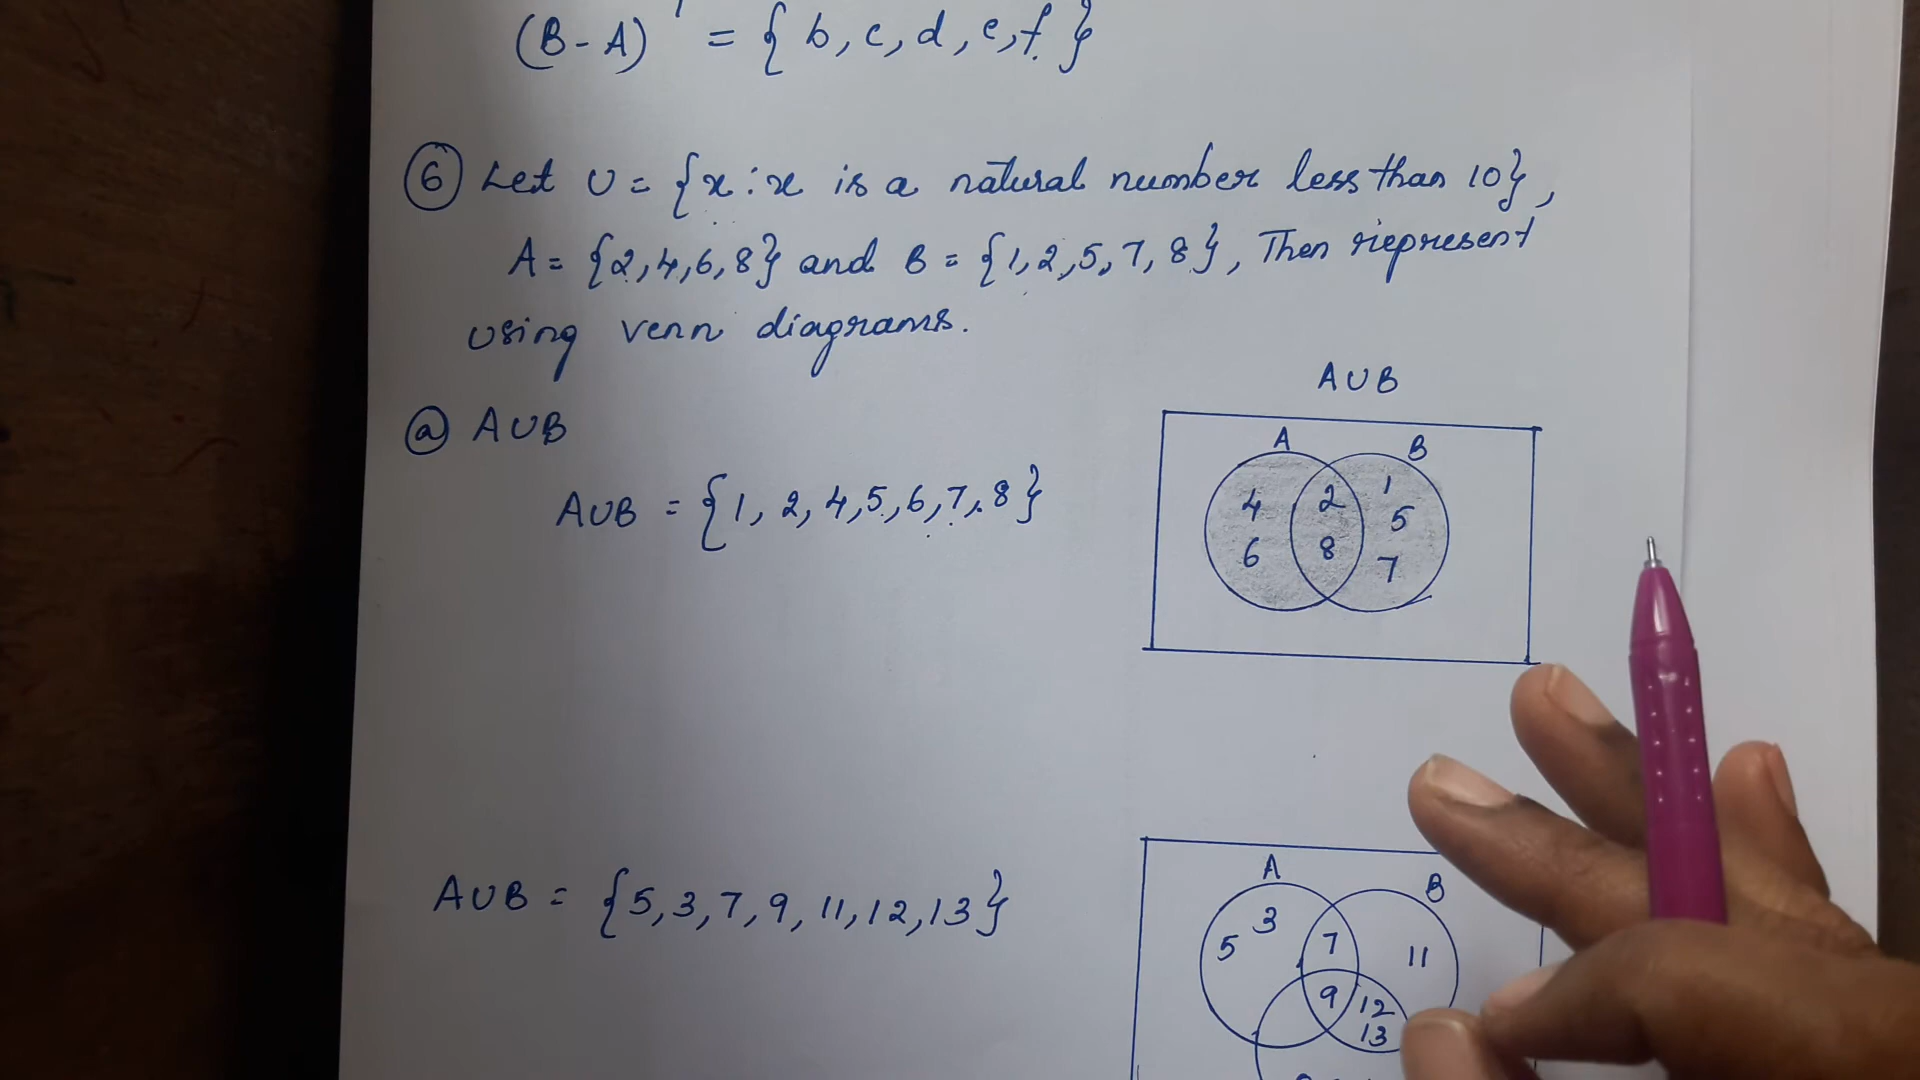 (B-A)' = {b, c, d, e, f}
6 Let U = {x : x is a natural number less than 10},
A = {2, 4, 6, 8} and B = {1, 2, 5, 7, 8}, Then represent
using venn diagrams.
a A∪B
A∪B = {1, 2, 4, 5, 6, 7, 8}
A∪B
A B
4 2 1
5
6 8 7
A∪B = {5, 3, 7, 9, 11, 12, 13}
A B
5 3 7 11
9 12
13